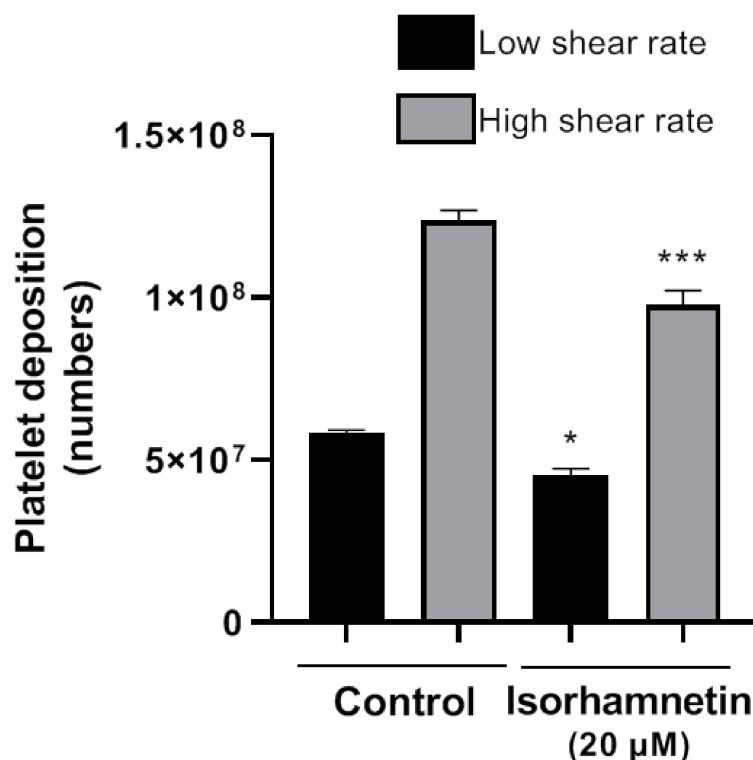 Low shear rate
High shear rate
1.5×10⁸
1×10⁸
5×10⁷
0
Platelet deposition
(numbers)
*
***
Control
Isorhamnetin
(20 μM)